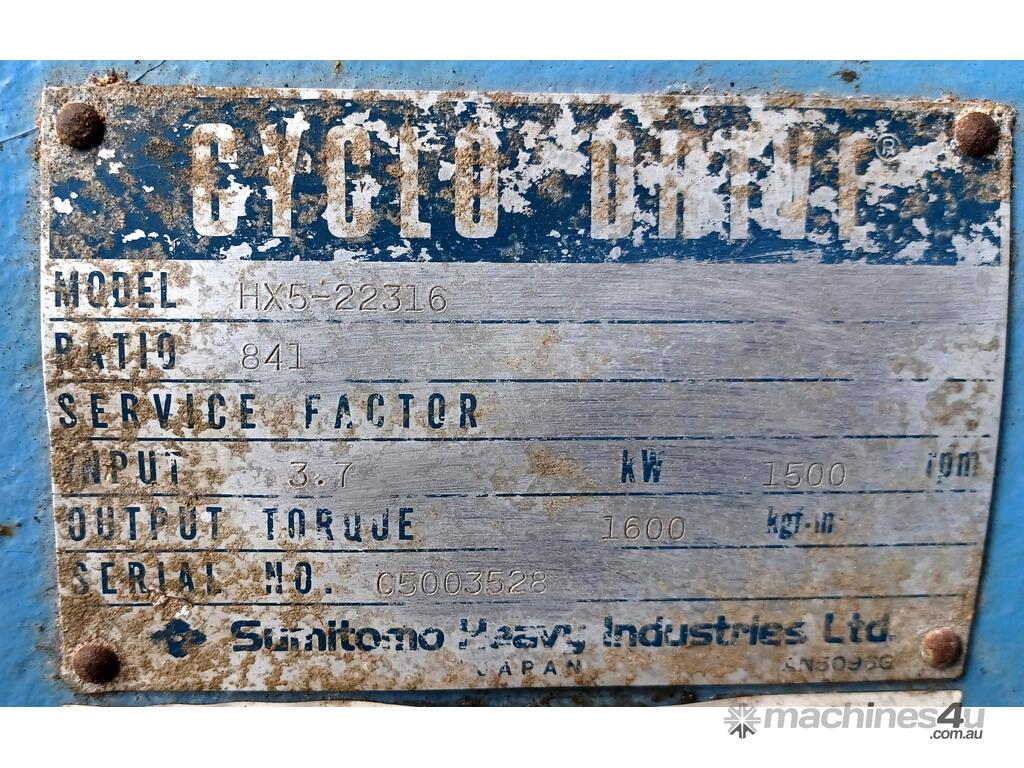 CYCLO DRIVE®
MODEL HX5-22316
RATIO 841
SERVICE FACTOR
INPUT 3.7 kW 1500 rpm
OUTPUT TORQUE 1600 kgf-m
SERIAL NO. C5003528
Sumitomo Heavy Industries Ltd.
JAPAN
machines4u
.com.au